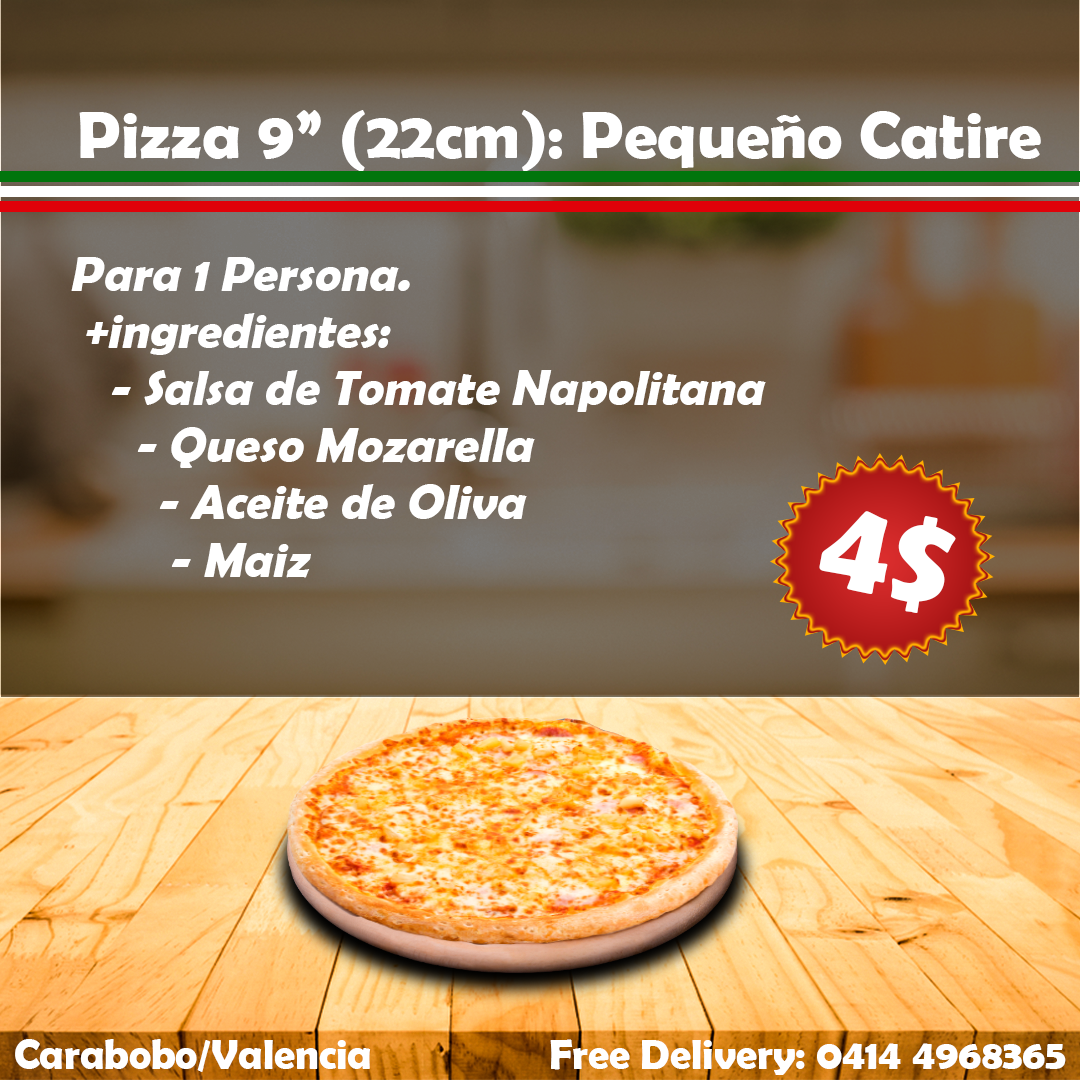 Pizza 9” (22cm): Pequeño Catire
Para 1 Persona.
+ingredientes:
- Salsa de Tomate Napolitana
- Queso Mozarella
- Aceite de Oliva
- Maiz
4$
Carabobo/Valencia
Free Delivery: 0414 4968365